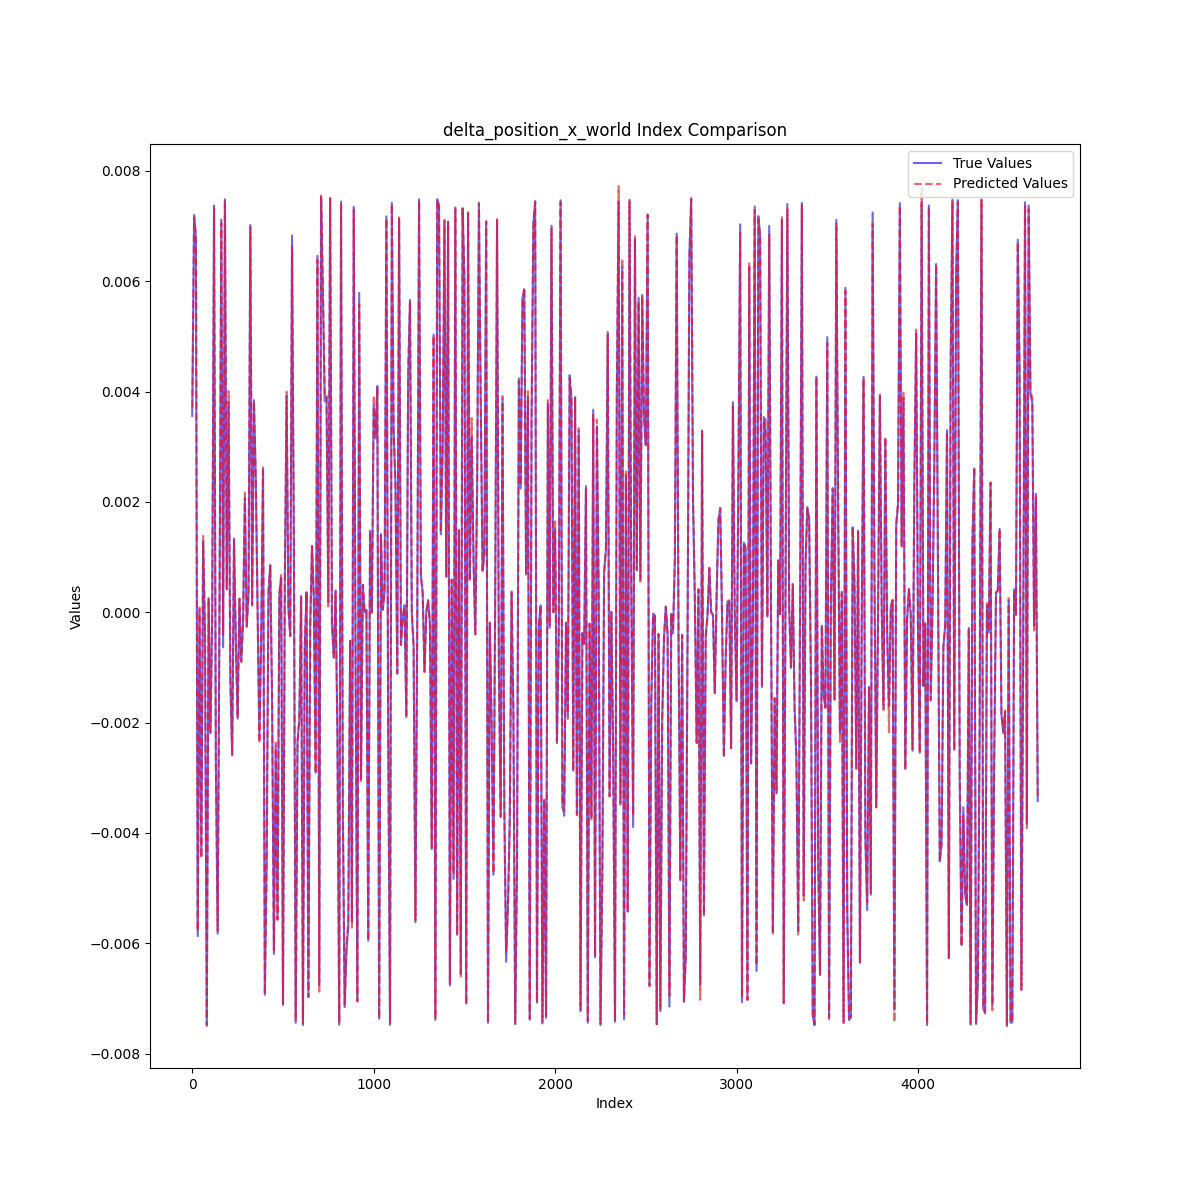 delta_position_x_world Index Comparison
True Values
Predicted Values
0.008
0.006
0.004
0.002
0.000
−0.002
−0.004
−0.006
−0.008
Values
0 1000 2000 3000 4000
Index